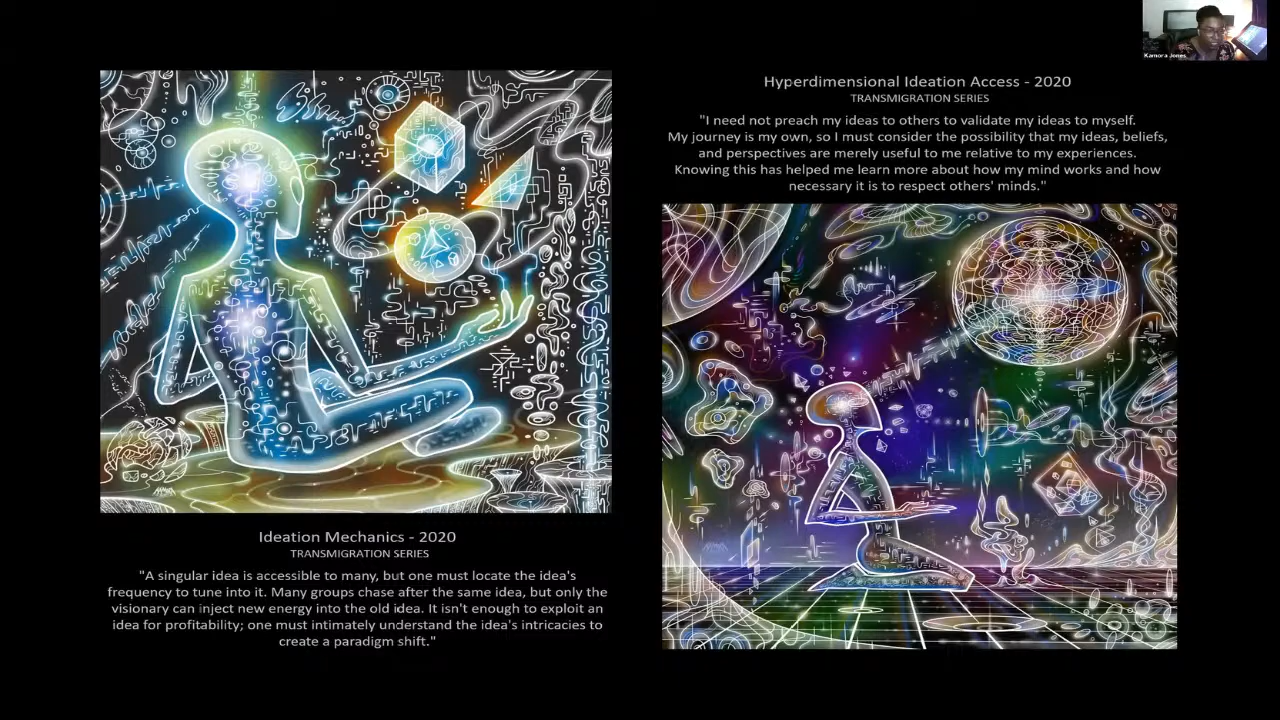 Kamora Jones
Hyperdimensional Ideation Access - 2020
TRANSMIGRATION SERIES
"I need not preach my ideas to others to validate my ideas to myself.
My journey is my own, so I must consider the possibility that my ideas, beliefs,
and perspectives are merely useful to me relative to my experiences.
Knowing this has helped me learn more about how my mind works and how
necessary it is to respect others' minds."
Ideation Mechanics - 2020
TRANSMIGRATION SERIES
"A singular idea is accessible to many, but one must locate the idea's
frequency to tune into it. Many groups chase after the same idea, but only the
visionary can inject new energy into the old idea. It isn't enough to exploit an
idea for profitability; one must intimately understand the idea's intricacies to
create a paradigm shift."